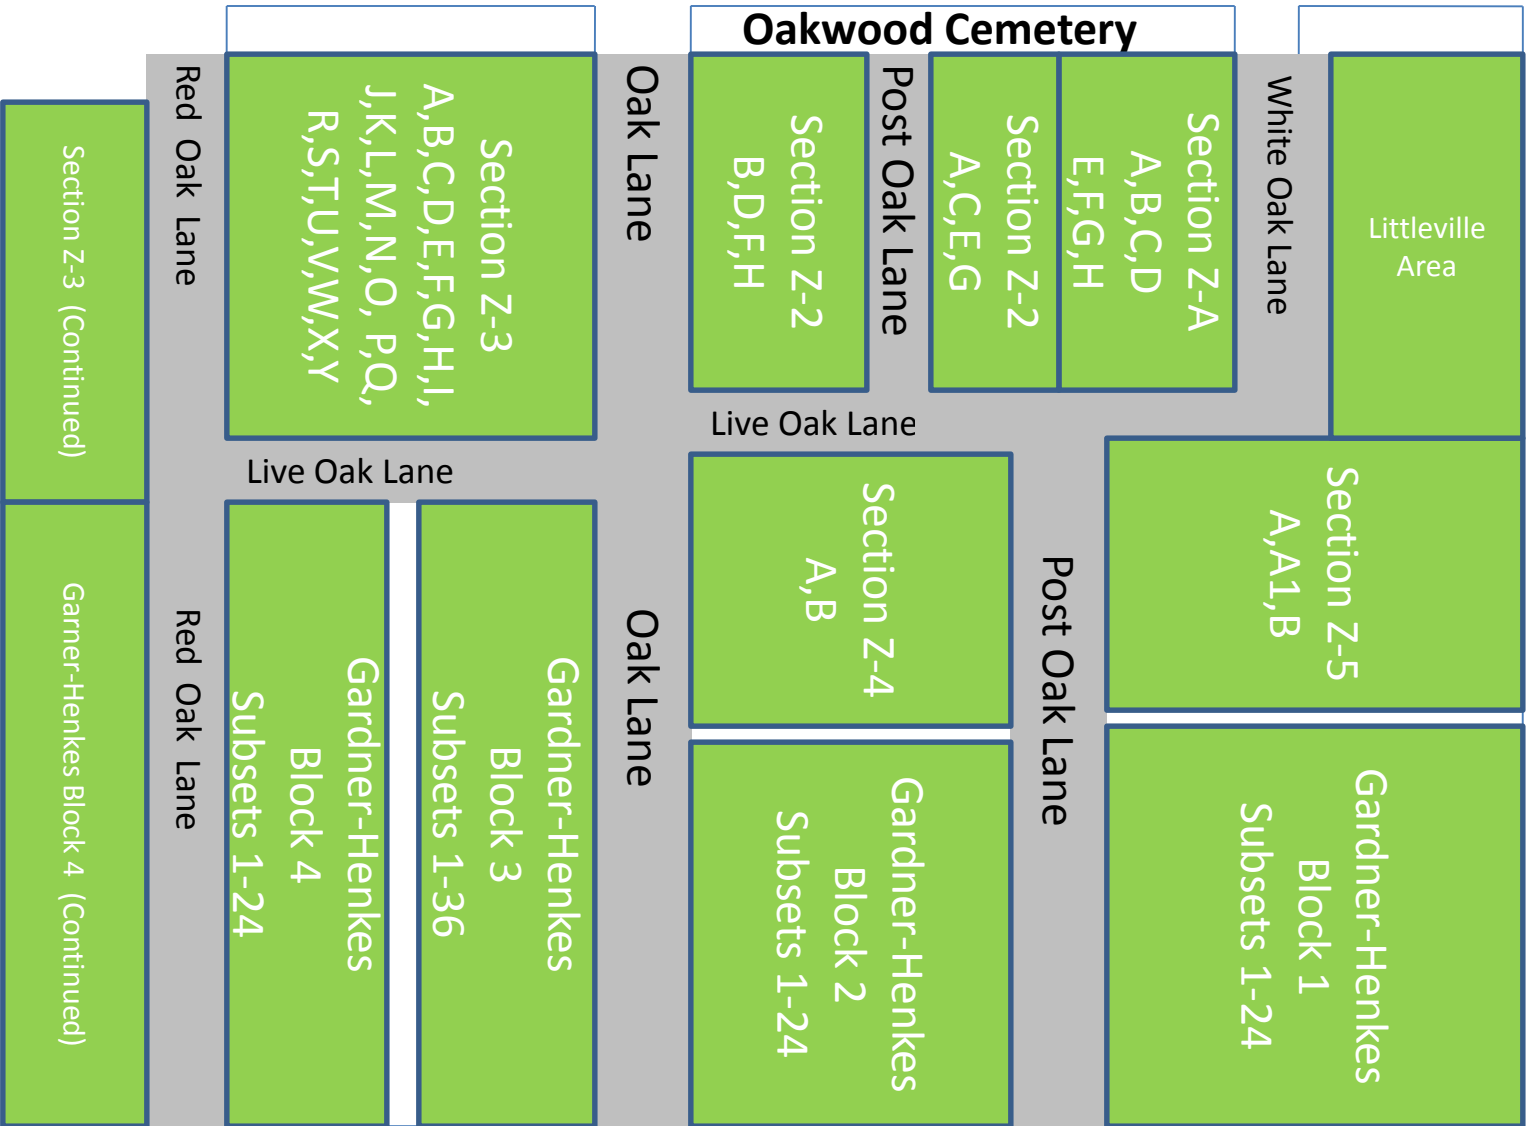 Oakwood Cemetery
Red Oak Lane
Section Z-3
A,B,C,D,E,F,G,H,I,
J,K,L,M,N,O, P,Q,
R,S,T,U,V,W,X,Y
Oak Lane
Section Z-2
B,D,F,H
Post Oak Lane
Section Z-2
A,C,E,G
Section Z-A
A,B,C,D
E,F,G,H
White Oak Lane
Littleville
Area
Section Z-3 (Continued)
Live Oak Lane
Live Oak Lane
Section Z-4
A,B
Section Z-5
A,A1,B
Garner-Henkes Block 4 (Continued)
Red Oak Lane
Gardner-Henkes
Block 4
Subsets 1-24
Gardner-Henkes
Block 3
Subsets 1-36
Oak Lane
Gardner-Henkes
Block 2
Subsets 1-24
Post Oak Lane
Gardner-Henkes
Block 1
Subsets 1-24